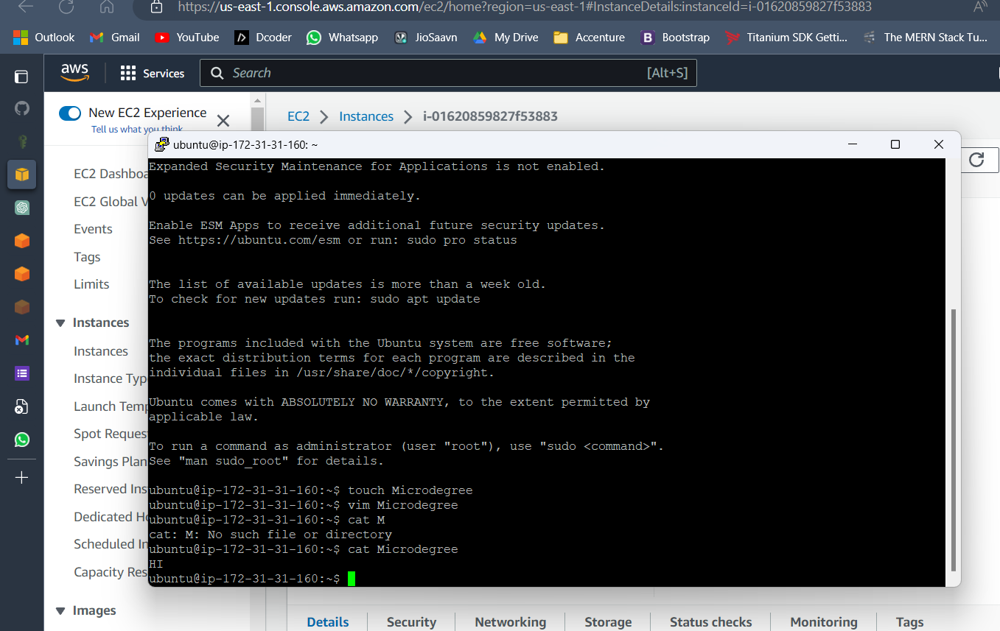 https://us-east-1.console.aws.amazon.com/ec2/home?region=us-east-1#InstanceDetails:instanceId=i-01620859827f53883
Outlook Gmail YouTube Dcoder Whatsapp JioSaavn My Drive Accenture Bootstrap Titanium SDK Getti... The MERN Stack Tu...
aws Services Search [Alt+S]
New EC2 Experience
Tell us what you think
EC2 Instances i-01620859827f53883
ubuntu@ip-172-31-31-160: ~
EC2 Dashboa
EC2 Global V
Events
Tags
Limits
Instances
Instances
Instance Typ
Launch Temp
Spot Reques
Savings Plan
Reserved Ins
Dedicated Ho
Scheduled In
Capacity Res
Images
Expanded Security Maintenance for Applications is not enabled.
0 updates can be applied immediately.
Enable ESM Apps to receive additional future security updates.
See https://ubuntu.com/esm or run: sudo pro status
The list of available updates is more than a week old.
To check for new updates run: sudo apt update
The programs included with the Ubuntu system are free software;
the exact distribution terms for each program are described in the
individual files in /usr/share/doc/*/copyright.
Ubuntu comes with ABSOLUTELY NO WARRANTY, to the extent permitted by
applicable law.
To run a command as administrator (user "root"), use "sudo <command>".
See "man sudo_root" for details.
ubuntu@ip-172-31-31-160:~$ touch Microdegree
ubuntu@ip-172-31-31-160:~$ vim Microdegree
ubuntu@ip-172-31-31-160:~$ cat M
cat: M: No such file or directory
ubuntu@ip-172-31-31-160:~$ cat Microdegree
HI
ubuntu@ip-172-31-31-160:~$
Details Security Networking Storage Status checks Monitoring Tags